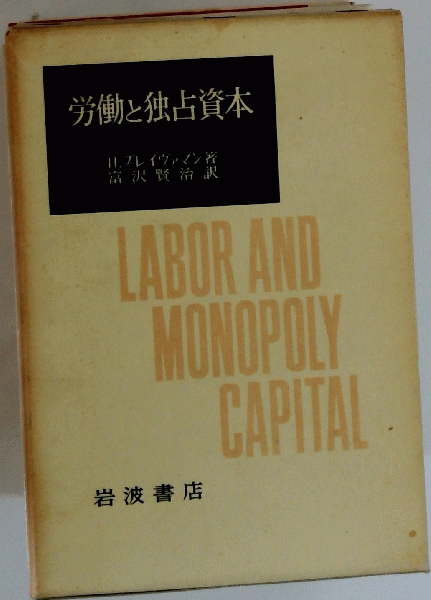 労働と独占資本
H.ブレイヴァマン著
富沢賢治訳
LABOR AND
MONOPOLY
CAPITAL
岩波書店